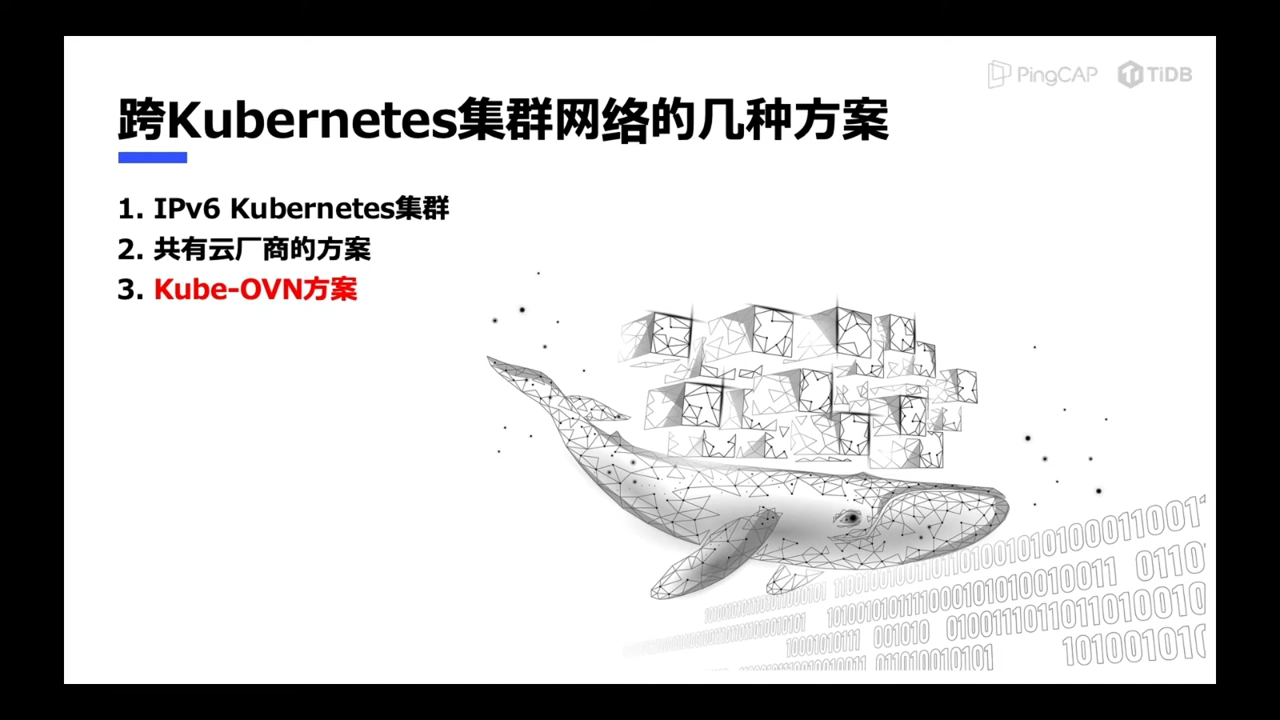 PingCAP TiDB
跨Kubernetes集群网络的几种方案
1. IPv6 Kubernetes集群
2. 共有云厂商的方案
3. Kube-OVN方案